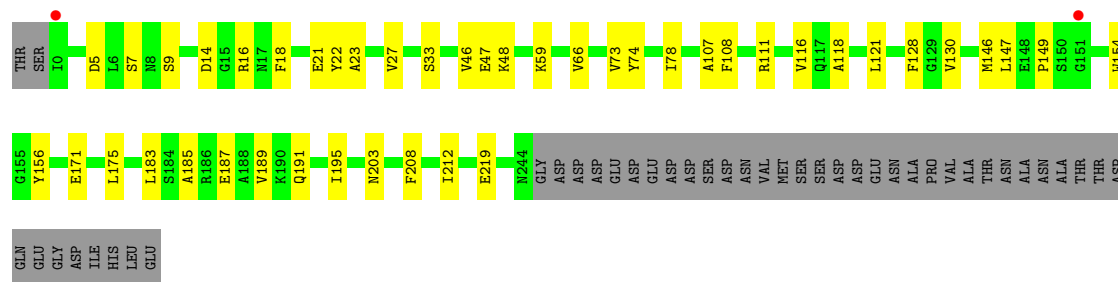 THR SER I0 D5 L6 S7 N8 S9 D14 G15 R16 N17 F18 E21 Y22 A23 V27 S33 V46 E47 K48 K59 V66 V73 Y74 I78 A107 F108 R111 V116 Q117 A118 L121 F128 G129 V130 M146 L147 E148 P149 S150 G151 W154
G155 Y156 E171 L175 L183 S184 A185 R186 E187 A188 V189 K190 Q191 I195 N203 F208 I212 E219 N244 GLY ASP ASP ASP GLU ASP GLU ASP ASP SER ASP ASN VAL MET SER SER ASP ASP GLU ASN ALA PRO VAL ALA THR ASN ALA ASN ALA THR THR ASP
GLN GLU GLY ASP ILE HIS LEU GLU